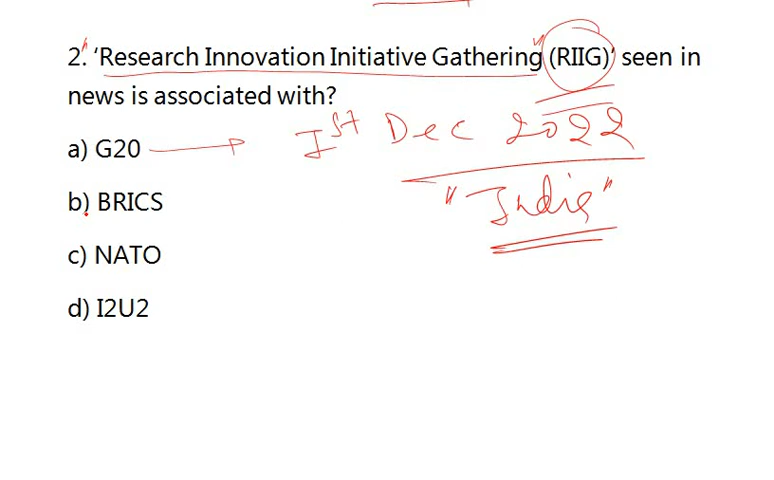 2. ‘Research Innovation Initiative Gathering (RIIG)’ seen in
news is associated with?
Ist Dec 2022
a) G20
"India"
b) BRICS
c) NATO
d) I2U2